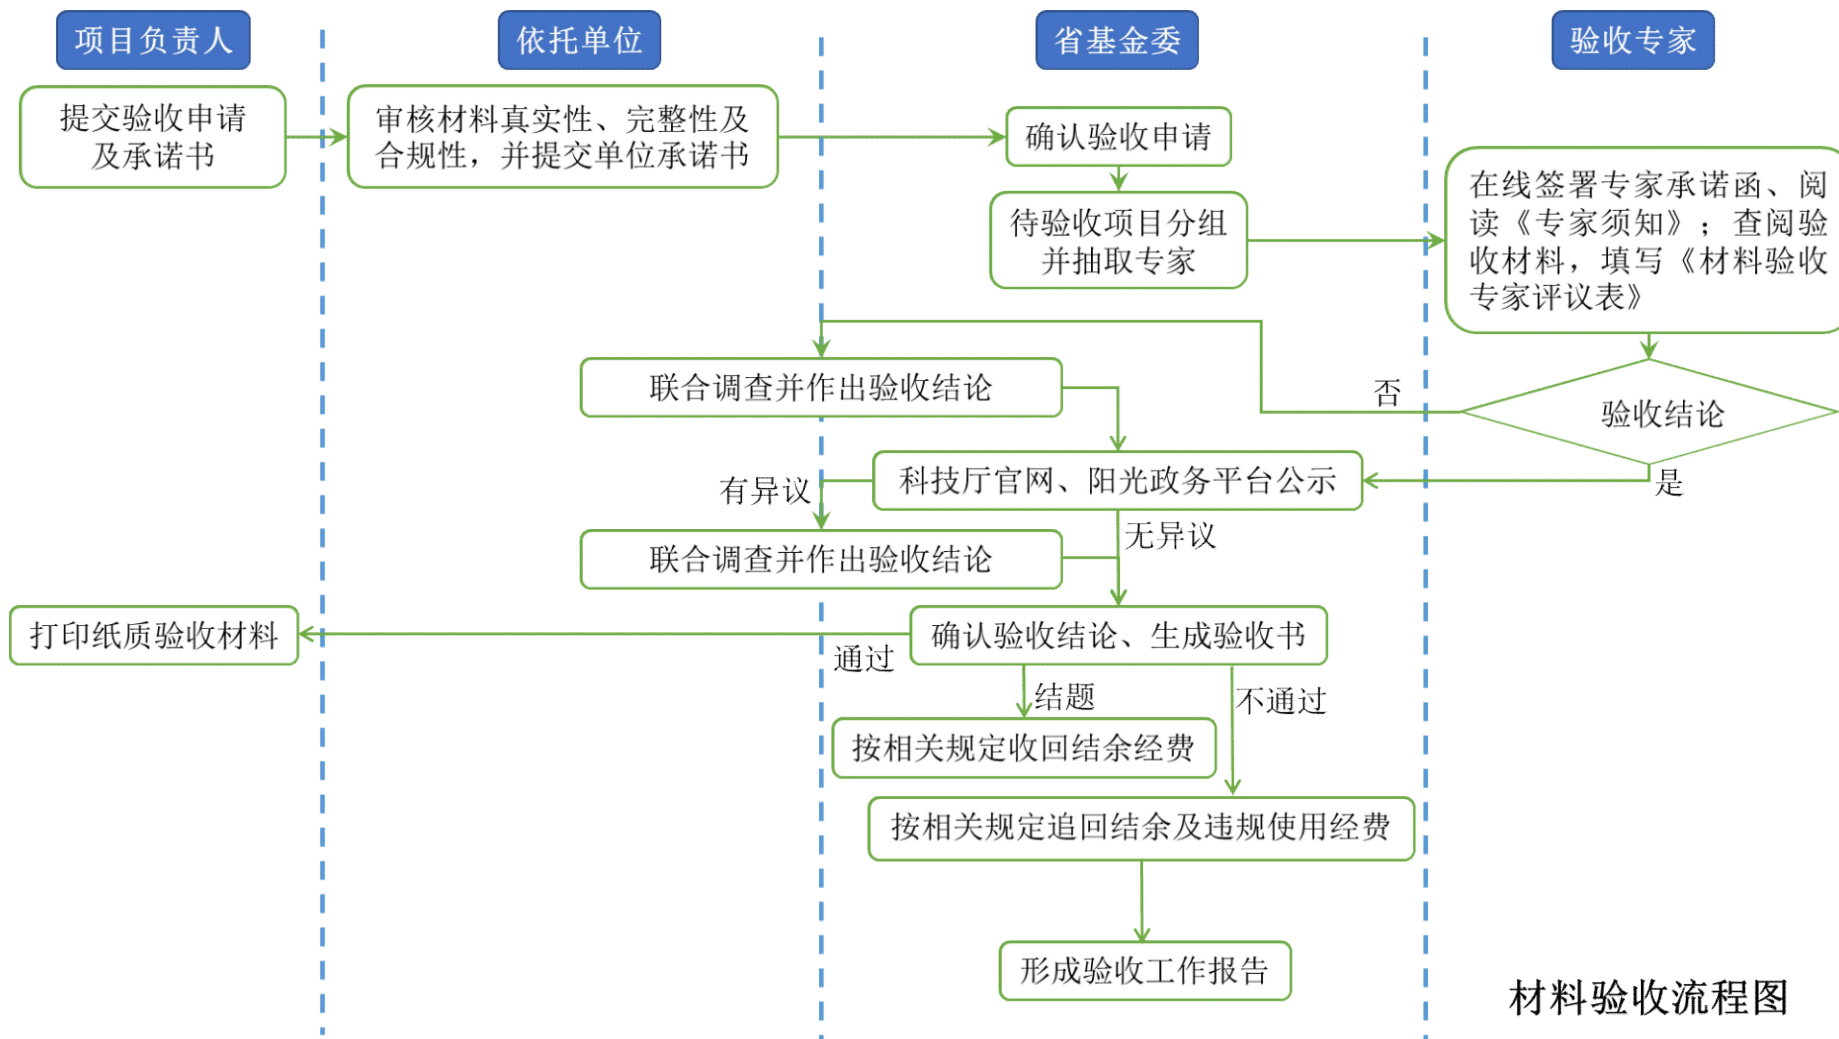 项目负责人
依托单位
省基金委
验收专家
提交验收申请
及承诺书
审核材料真实性、完整性及
合规性，并提交单位承诺书
确认验收申请
待验收项目分组
并抽取专家
在线签署专家承诺函、阅
读《专家须知》；查阅验
收材料，填写《材料验收
专家评议表》
联合调查并作出验收结论
否
验收结论
科技厅官网、阳光政务平台公示
是
有异议
无异议
联合调查并作出验收结论
打印纸质验收材料
确认验收结论、生成验收书
通过
结题
不通过
按相关规定收回结余经费
按相关规定追回结余及违规使用经费
形成验收工作报告
材料验收流程图